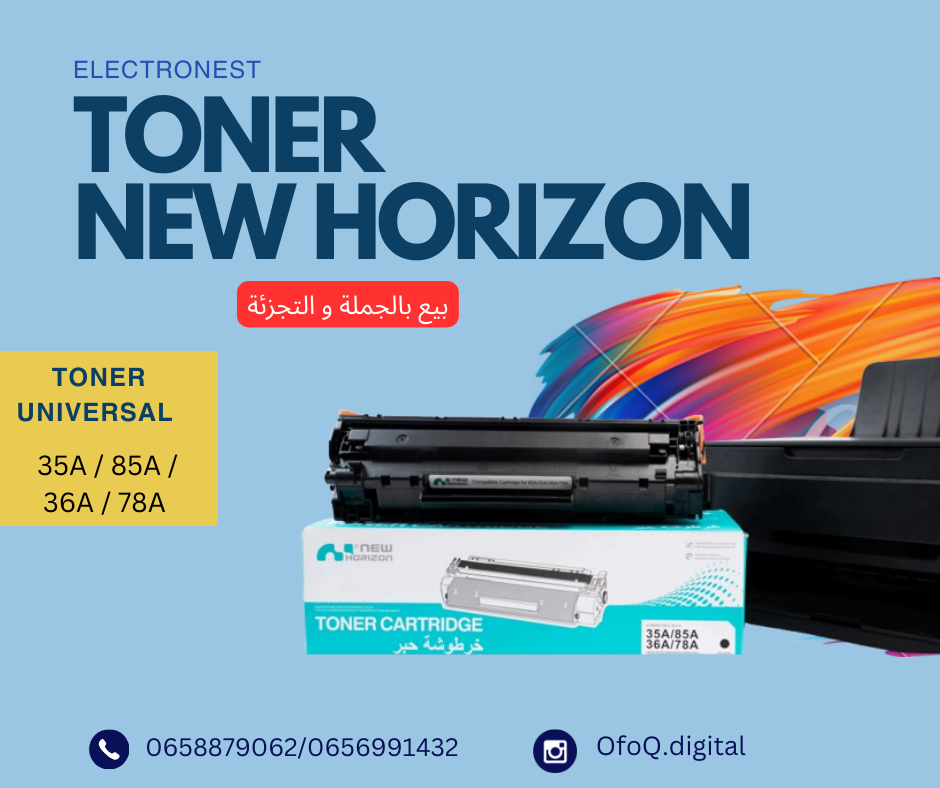 ELECTRONEST
TONER
NEW HORIZON
بيع بالجملة و التجزئة
TONER
UNIVERSAL
35A / 85A /
36A / 78A
NEW
HORIZON
TONER CARTRIDGE
خرطوشة حبر
35A/85A
36A/78A
0658879062/0656991432
OfoQ.digital